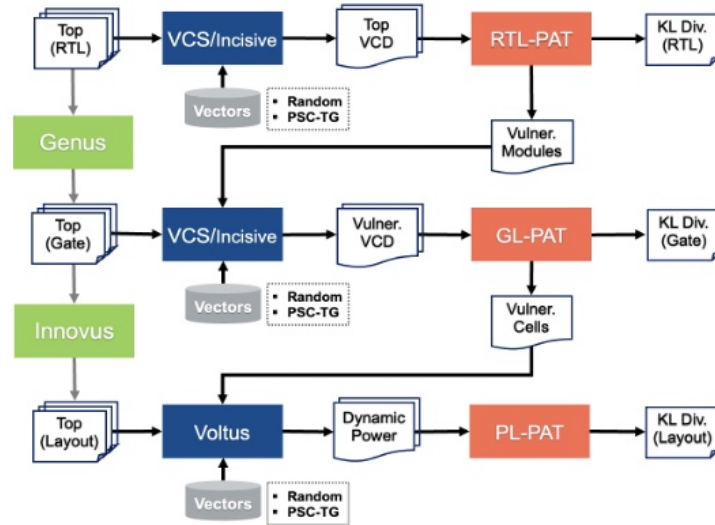 Top
(RTL)
VCS/Incisive
Top
VCD
RTL-PAT
KL Div.
(RTL)
Vectors
▪ Random
▪ PSC-TG
Genus
Vulner.
Modules
Top
(Gate)
VCS/Incisive
Vulner.
VCD
GL-PAT
KL Div.
(Gate)
Vectors
▪ Random
▪ PSC-TG
Innovus
Vulner.
Cells
Top
(Layout)
Voltus
Dynamic
Power
PL-PAT
KL Div.
(Layout)
Vectors
▪ Random
▪ PSC-TG